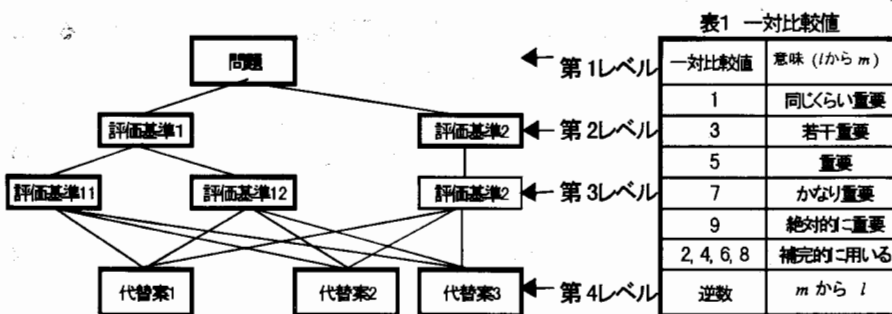 問題
第1レベル
評価基準1
評価基準2
第2レベル
評価基準11
評価基準12
評価基準2
第3レベル
代替案1
代替案2
代替案3
第4レベル
表1 一対比較値
一対比較値 意味 (lから m)
1 同じくらい重要
3 若干重要
5 重要
7 かなり重要
9 絶対的に重要
2, 4, 6, 8 補完的に用いる
逆数 m から l